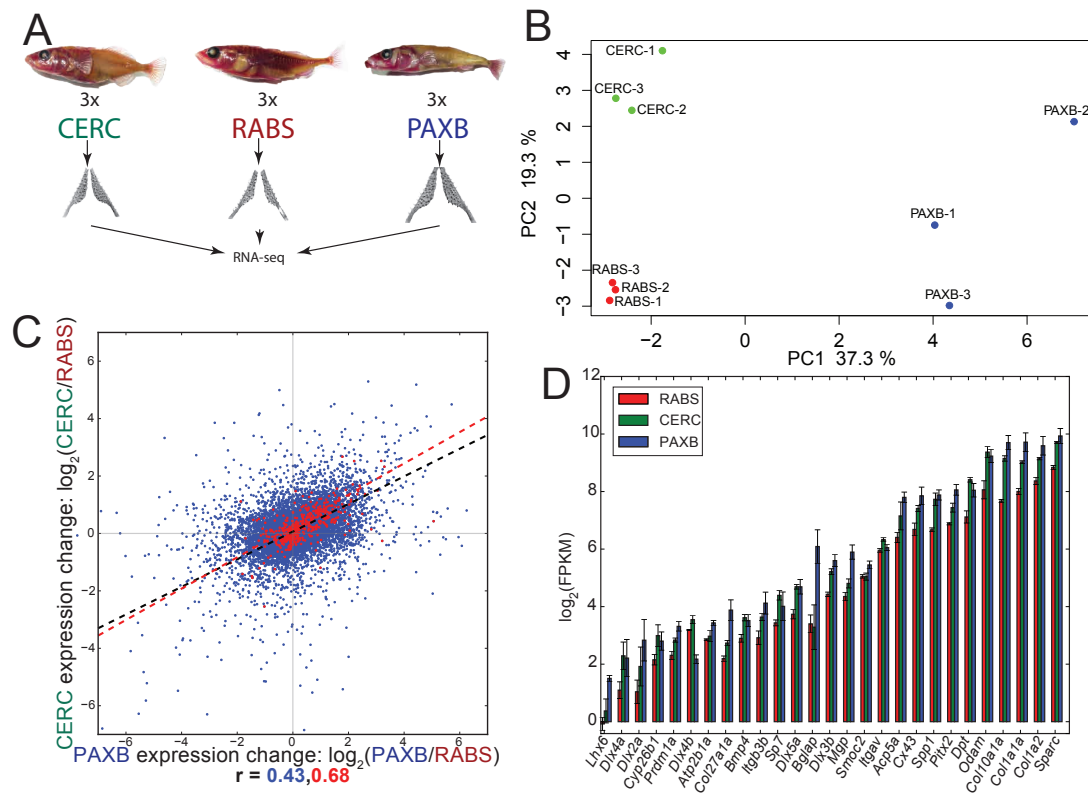 A
3x
3x
3x
CERC
RABS
PAXB
RNA-seq
B
CERC-1
CERC-3
CERC-2
PAXB-2
PAXB-1
PAXB-3
RABS-3
RABS-2
RABS-1
4
3
2
1
0
−1
−2
−3
PC2 19.3 %
−2
0
2
4
6
PC1 37.3 %
C
CERC expression change: log2(CERC/RABS)
6
4
2
0
−2
−4
−6
−6
−4
−2
0
2
4
6
PAXB expression change: log2(PAXB/RABS)
r = 0.43,0.68
D
RABS
CERC
PAXB
log2(FPKM)
12
10
8
6
4
2
0
Lhx6
Dlx4a
Dlx2a
Cyp26b1
Prdm1a
Dlx4b
Atp2b1a
Col27a1a
Bmp4
Itgb3b
Sp7
Dlx5a
Bglap
Dlx3b
Mgp
Smoc2
Itgav
Acp5a
Cx43
Spp1
Pitx2
Dpt
Odam
Col10a1a
Col1a1a
Col1a2
Sparc